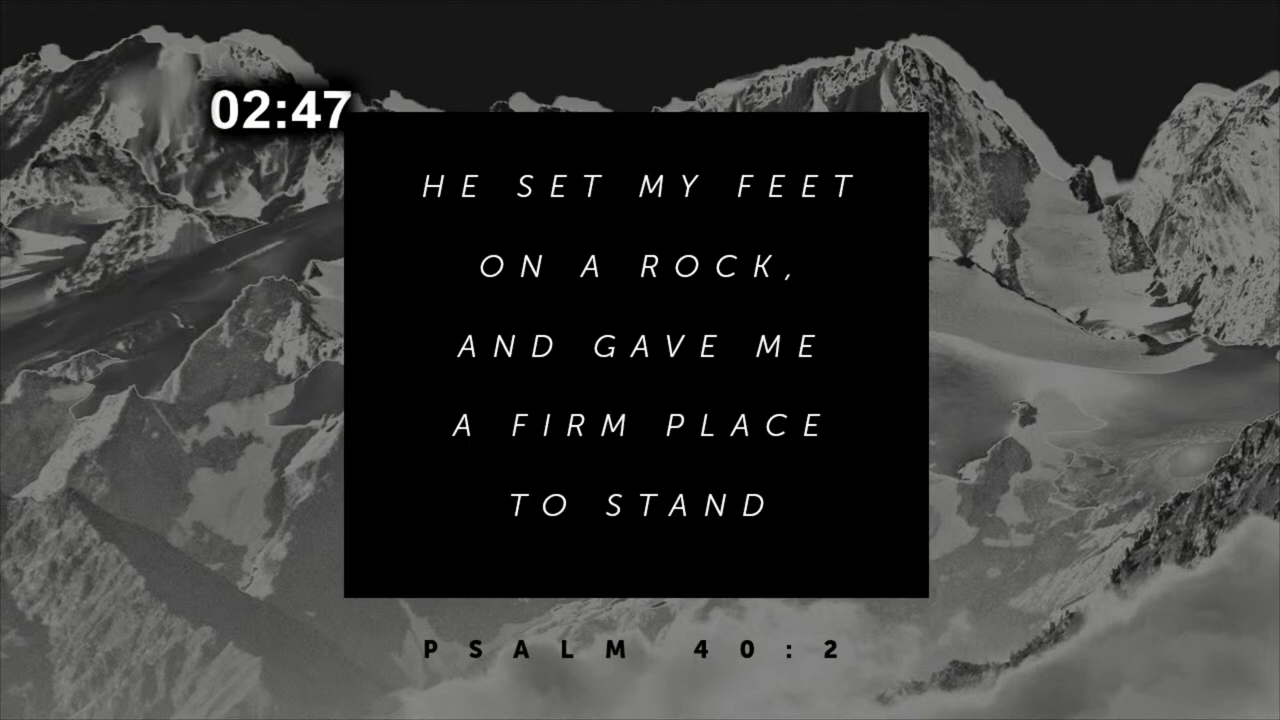 02:47
HE SET MY FEET
ON A ROCK,
AND GAVE ME
A FIRM PLACE
TO STAND
PSALM 40:2